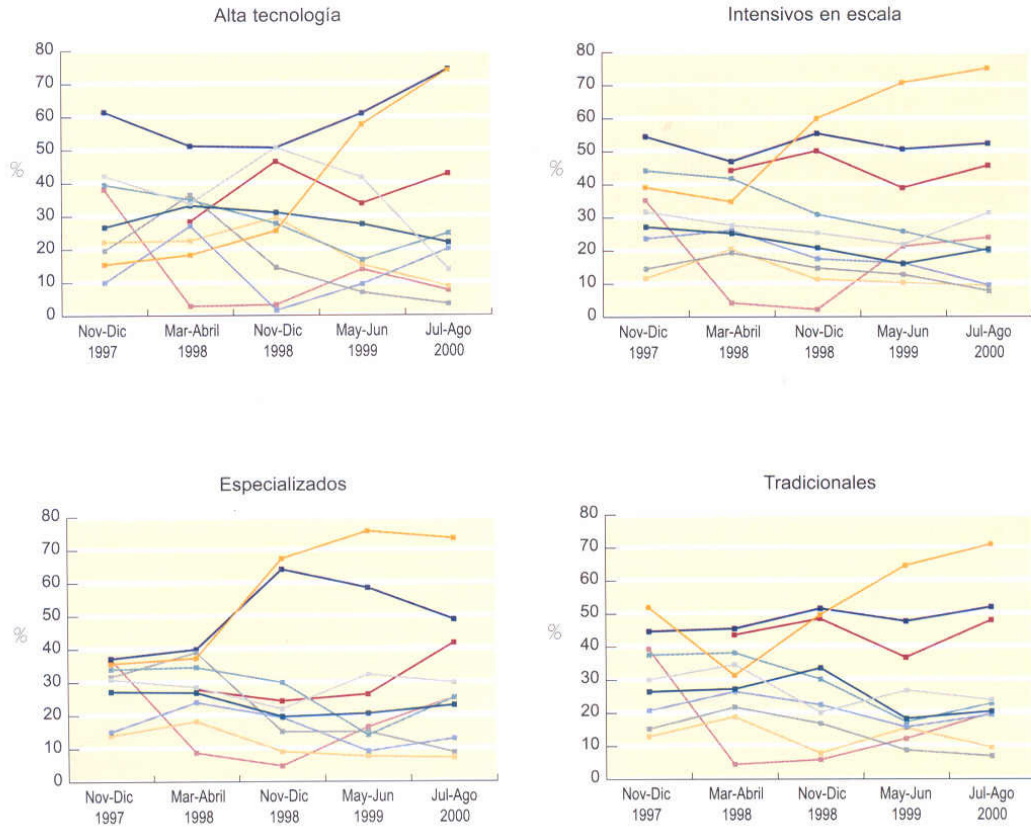 Alta tecnología
80
70
60
50
40
30
20
10
0
%
Nov-Dic 1997
Mar-Abril 1998
Nov-Dic 1998
May-Jun 1999
Jul-Ago 2000
Intensivos en escala
80
70
60
50
40
30
20
10
0
%
Nov-Dic 1997
Mar-Abril 1998
Nov-Dic 1998
May-Jun 1999
Jul-Ago 2000
Especializados
80
70
60
50
40
30
20
10
0
%
Nov-Dic 1997
Mar-Abril 1998
Nov-Dic 1998
May-Jun 1999
Jul-Ago 2000
Tradicionales
80
70
60
50
40
30
20
10
0
%
Nov-Dic 1997
Mar-Abril 1998
Nov-Dic 1998
May-Jun 1999
Jul-Ago 2000